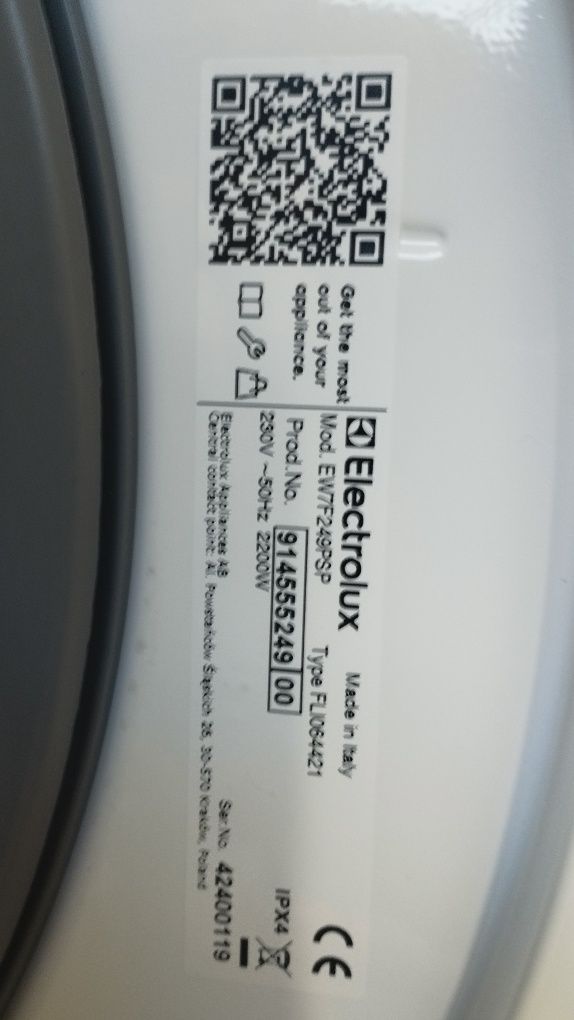 Get the most
out of your
appliance.
Electrolux
Made in Italy
Mod. EW7F249PSP
Type FLI064421
Prod.No. 914555249 00
230V ~50Hz 2200W
IPX4
CE
Electrolux Appliances AB
Ser.No. 42400119
Central contact point: Al. Powstańców Śląskich 26, 30-570 Kraków, Poland